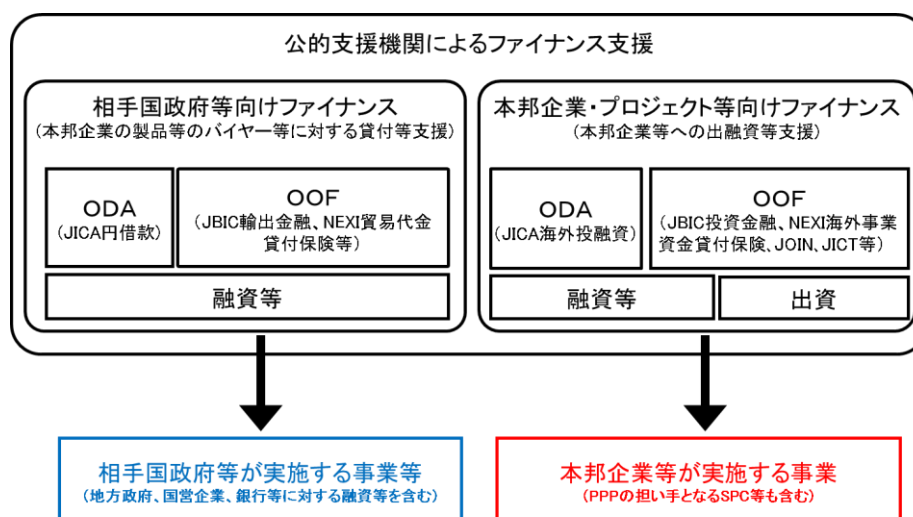 公的支援機関によるファイナンス支援
相手国政府等向けファイナンス
(本邦企業の製品等のバイヤー等に対する貸付等支援)
ODA
(JICA円借款)
OOF
(JBIC輸出金融、NEXI貿易代金
貸付保険等)
融資等
本邦企業・プロジェクト等向けファイナンス
(本邦企業等への出融資等支援)
ODA
(JICA海外投融資)
OOF
(JBIC投資金融、NEXI海外事業
資金貸付保険、JOIN、JICT等)
融資等
出資
相手国政府等が実施する事業等
(地方政府、国営企業、銀行等に対する融資等を含む)
本邦企業等が実施する事業
(PPPの担い手となるSPC等も含む)